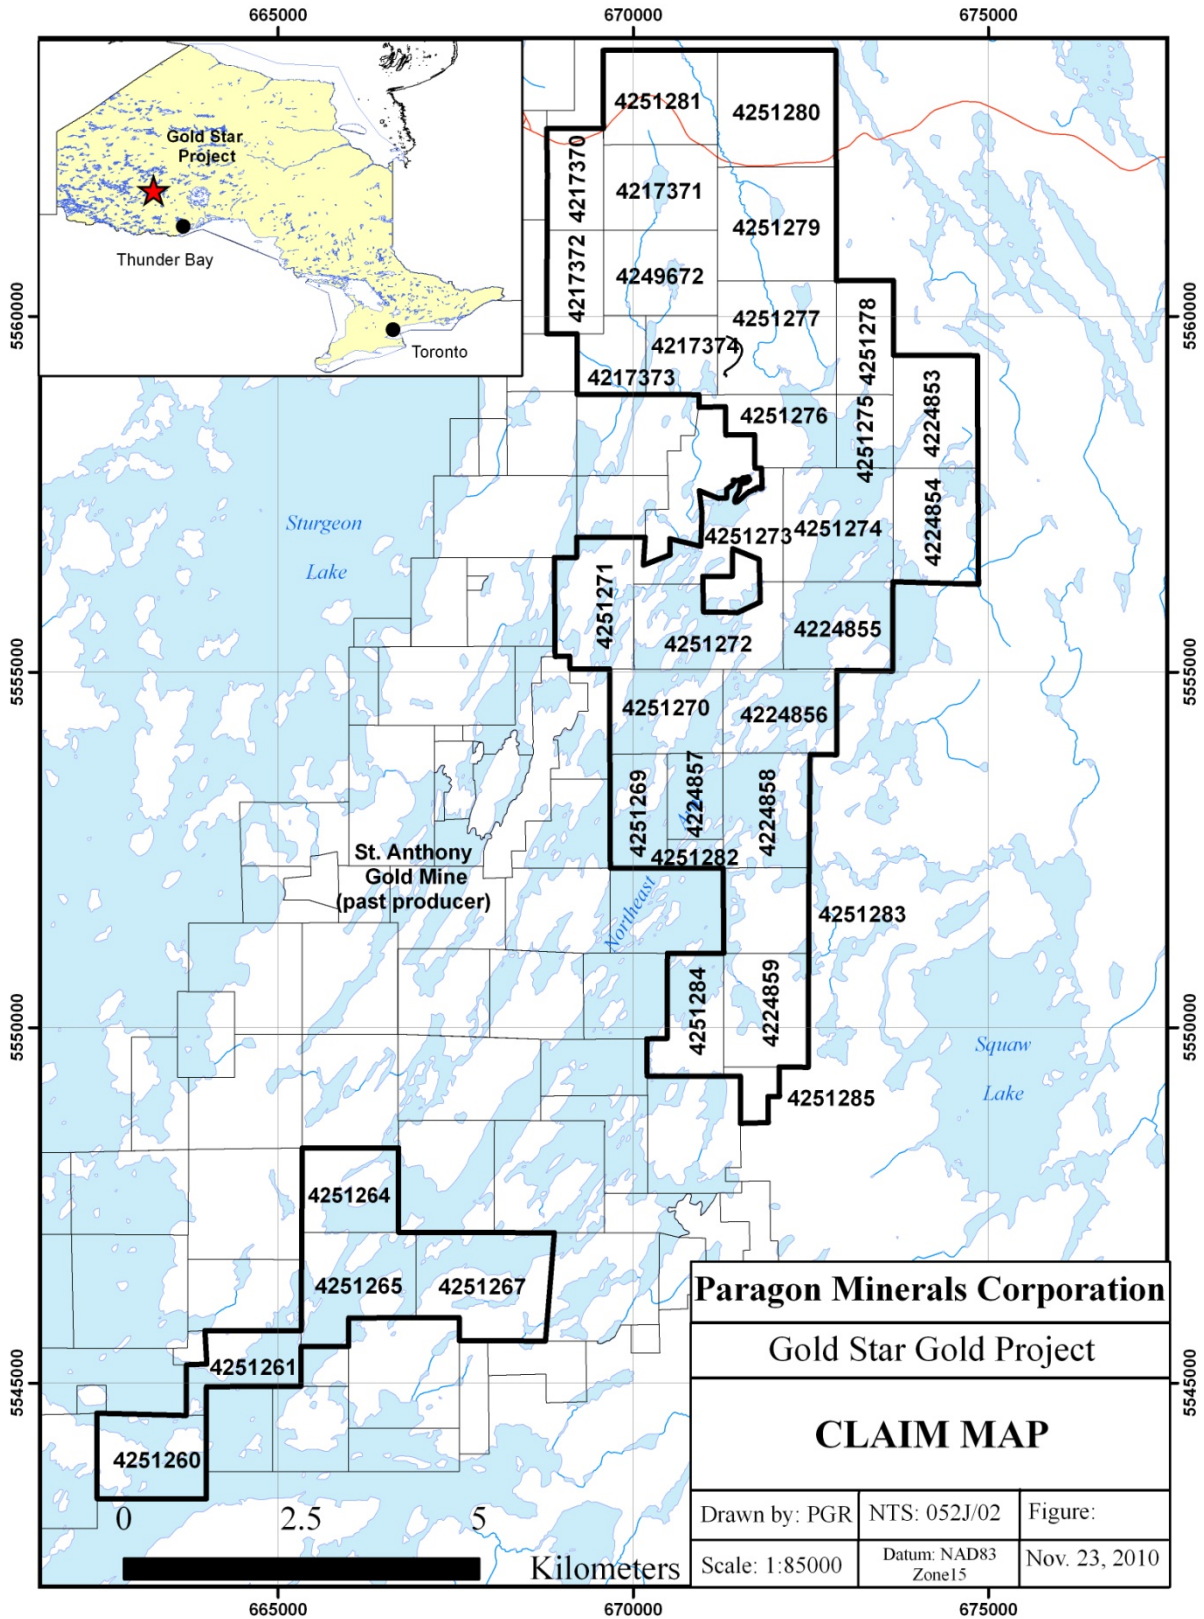 665000
670000
675000
Gold Star
Project
Thunder Bay
Toronto
4251281
4251280
4217370
4217371
4251279
4217372
4249672
5560000
5560000
4251277
4251278
4217374
4217373
4224853
4251276
4251275
4224854
Sturgeon
Lake
4251273
4251274
4251271
4251272
4224855
5555000
5555000
4251270
4224856
4251269
4224857
4224858
4251282
St. Anthony
Gold Mine
(past producer)
Northeast
4251283
4251284
4224859
5550000
5550000
Squaw
Lake
4251285
4251264
4251265
4251267
4251261
5545000
5545000
4251260
0
2.5
5
Kilometers
Paragon Minerals Corporation
Gold Star Gold Project
CLAIM MAP
Drawn by: PGR
NTS: 052J/02
Figure:
Scale: 1:85000
Datum: NAD83
Zone15
Nov. 23, 2010
665000
670000
675000